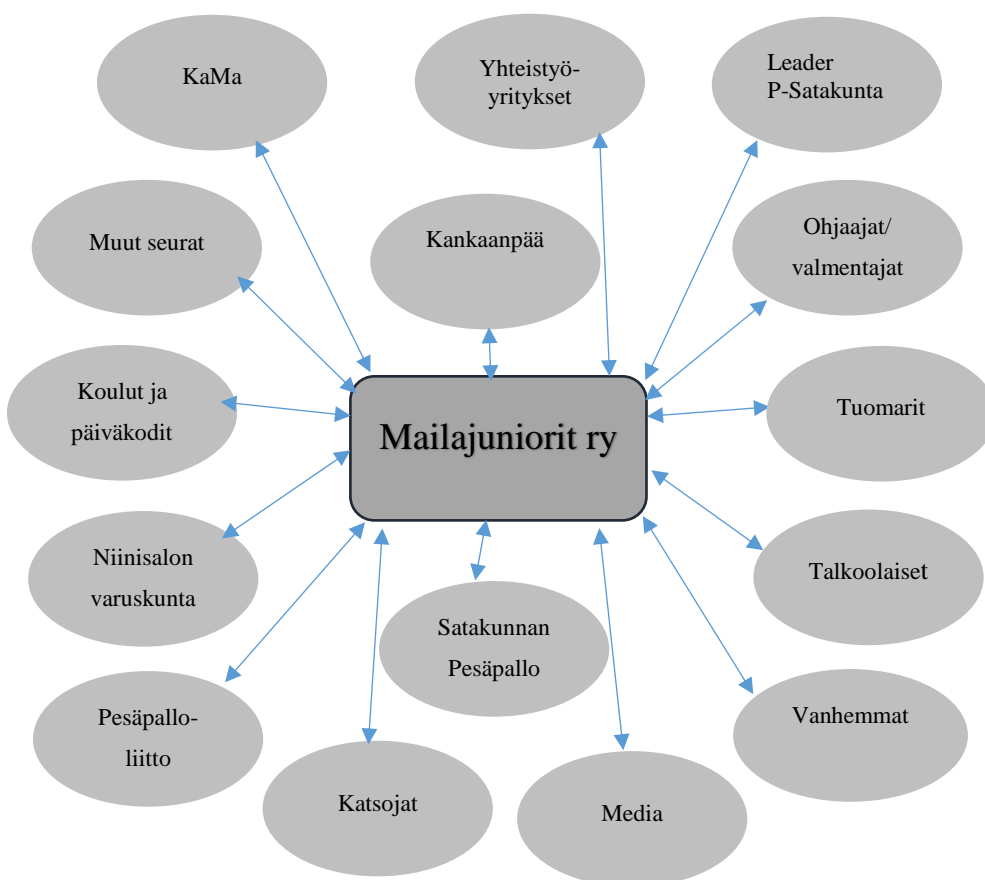 KaMa
Yhteistyö-
yritykset
Leader
P-Satakunta
Muut seurat
Kankaanpää
Ohjaajat/
valmentajat
Koulut ja
päiväkodit
Mailajuniorit ry
Tuomarit
Niinisalon
varuskunta
Satakunnan
Pesäpallo
Talkoolaiset
Pesäpallo-
liitto
Katsojat
Media
Vanhemmat